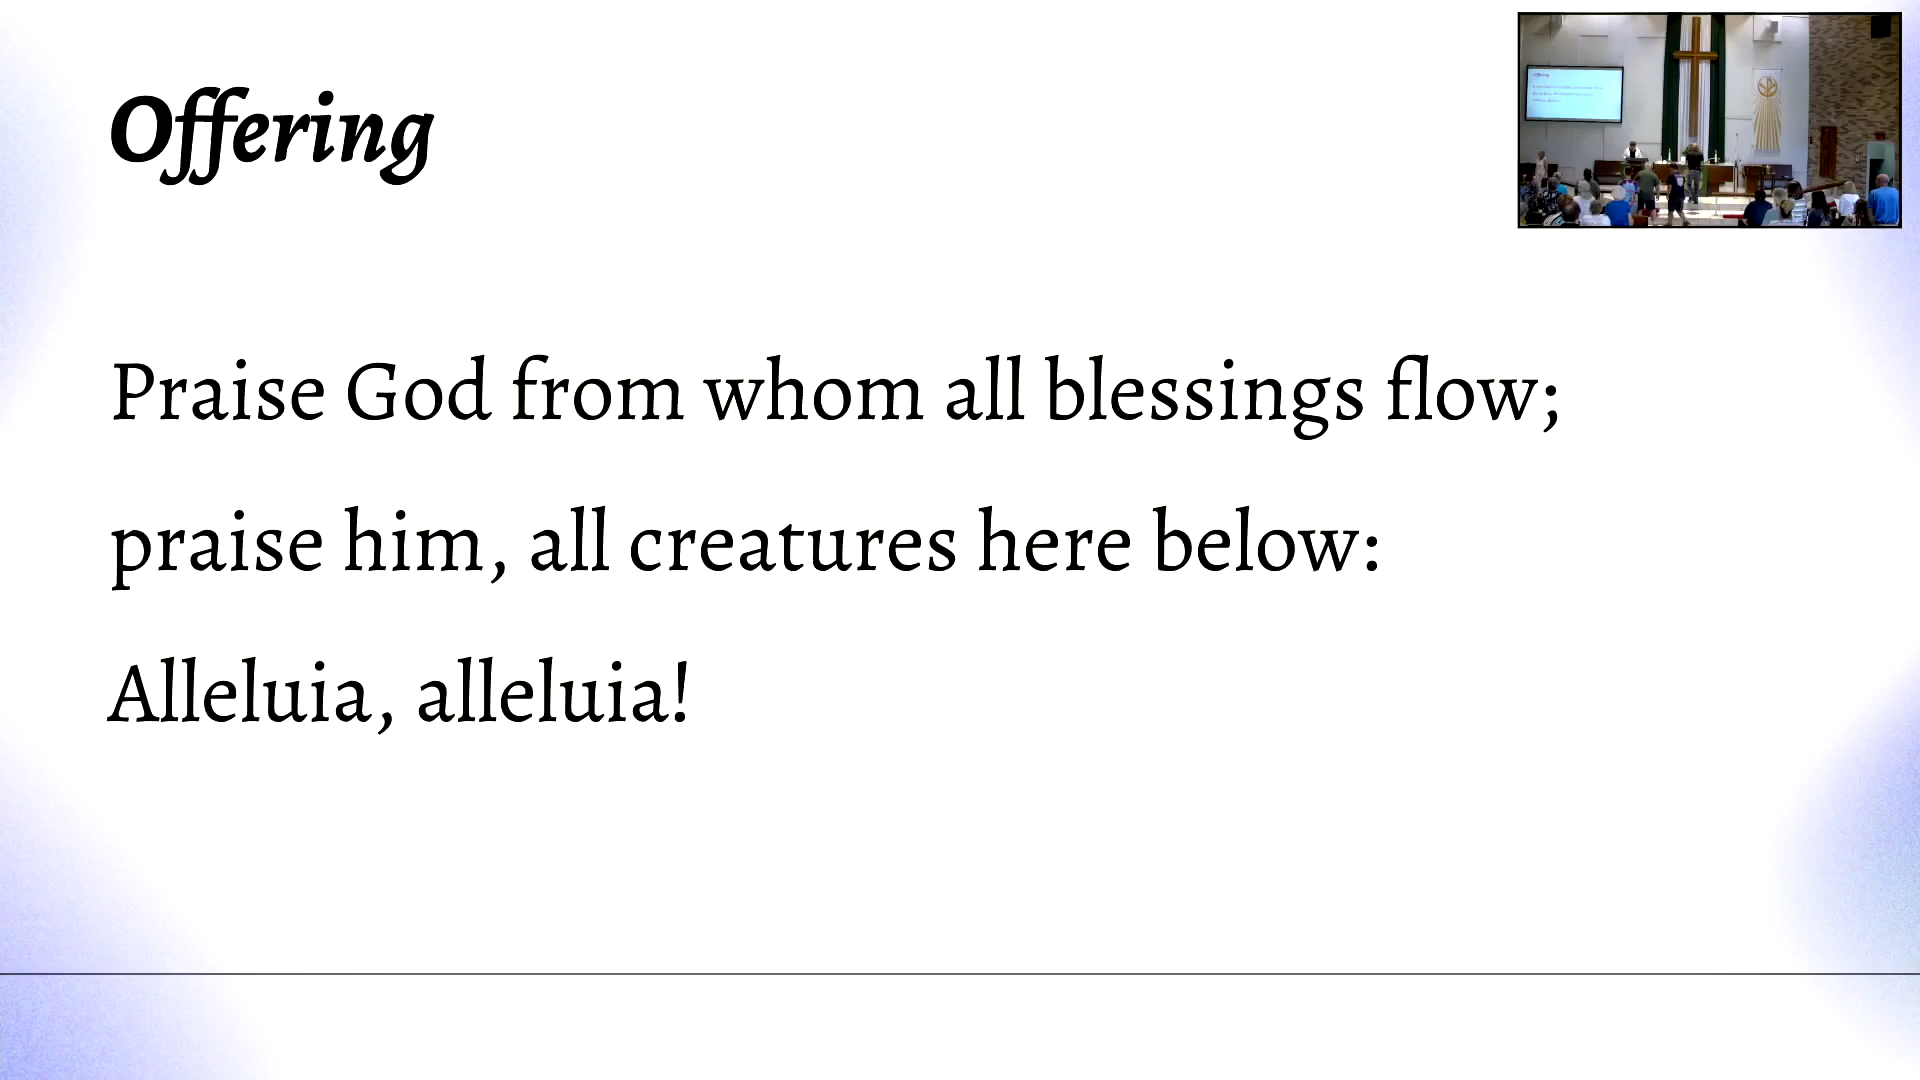 Offering
Praise God from whom all blessings flow;
praise him, all creatures here below:
Alleluia, alleluia!